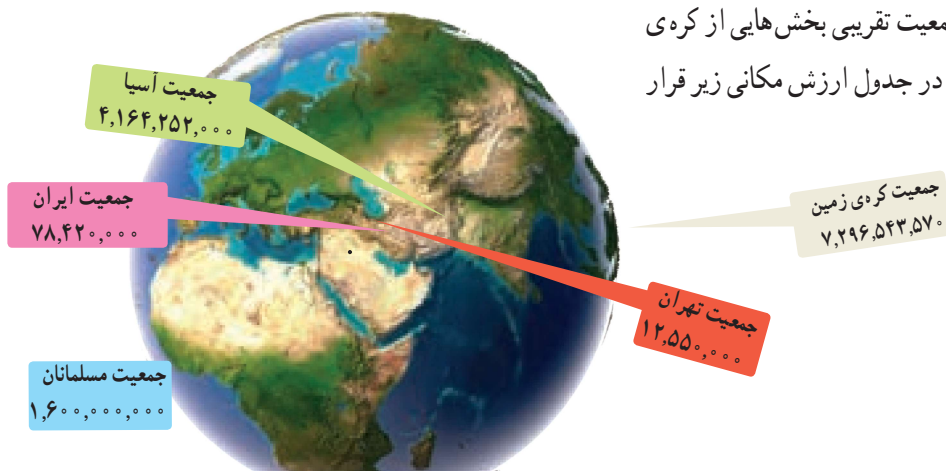 معیت تقریبی بخش‌هایی از کره‌ی
در جدول ارزش مکانی زیر قرار
جمعیت آسیا
۴,۱۶۴,۲۵۲,۰۰۰
جمعیت ایران
۷۸,۴۲۰,۰۰۰
جمعیت کره‌ی زمین
۷,۲۹۶,۵۴۳,۵۷۰
جمعیت تهران
۱۲,۵۵۰,۰۰۰
جمعیت مسلمانان
۱,۶۰۰,۰۰۰,۰۰۰